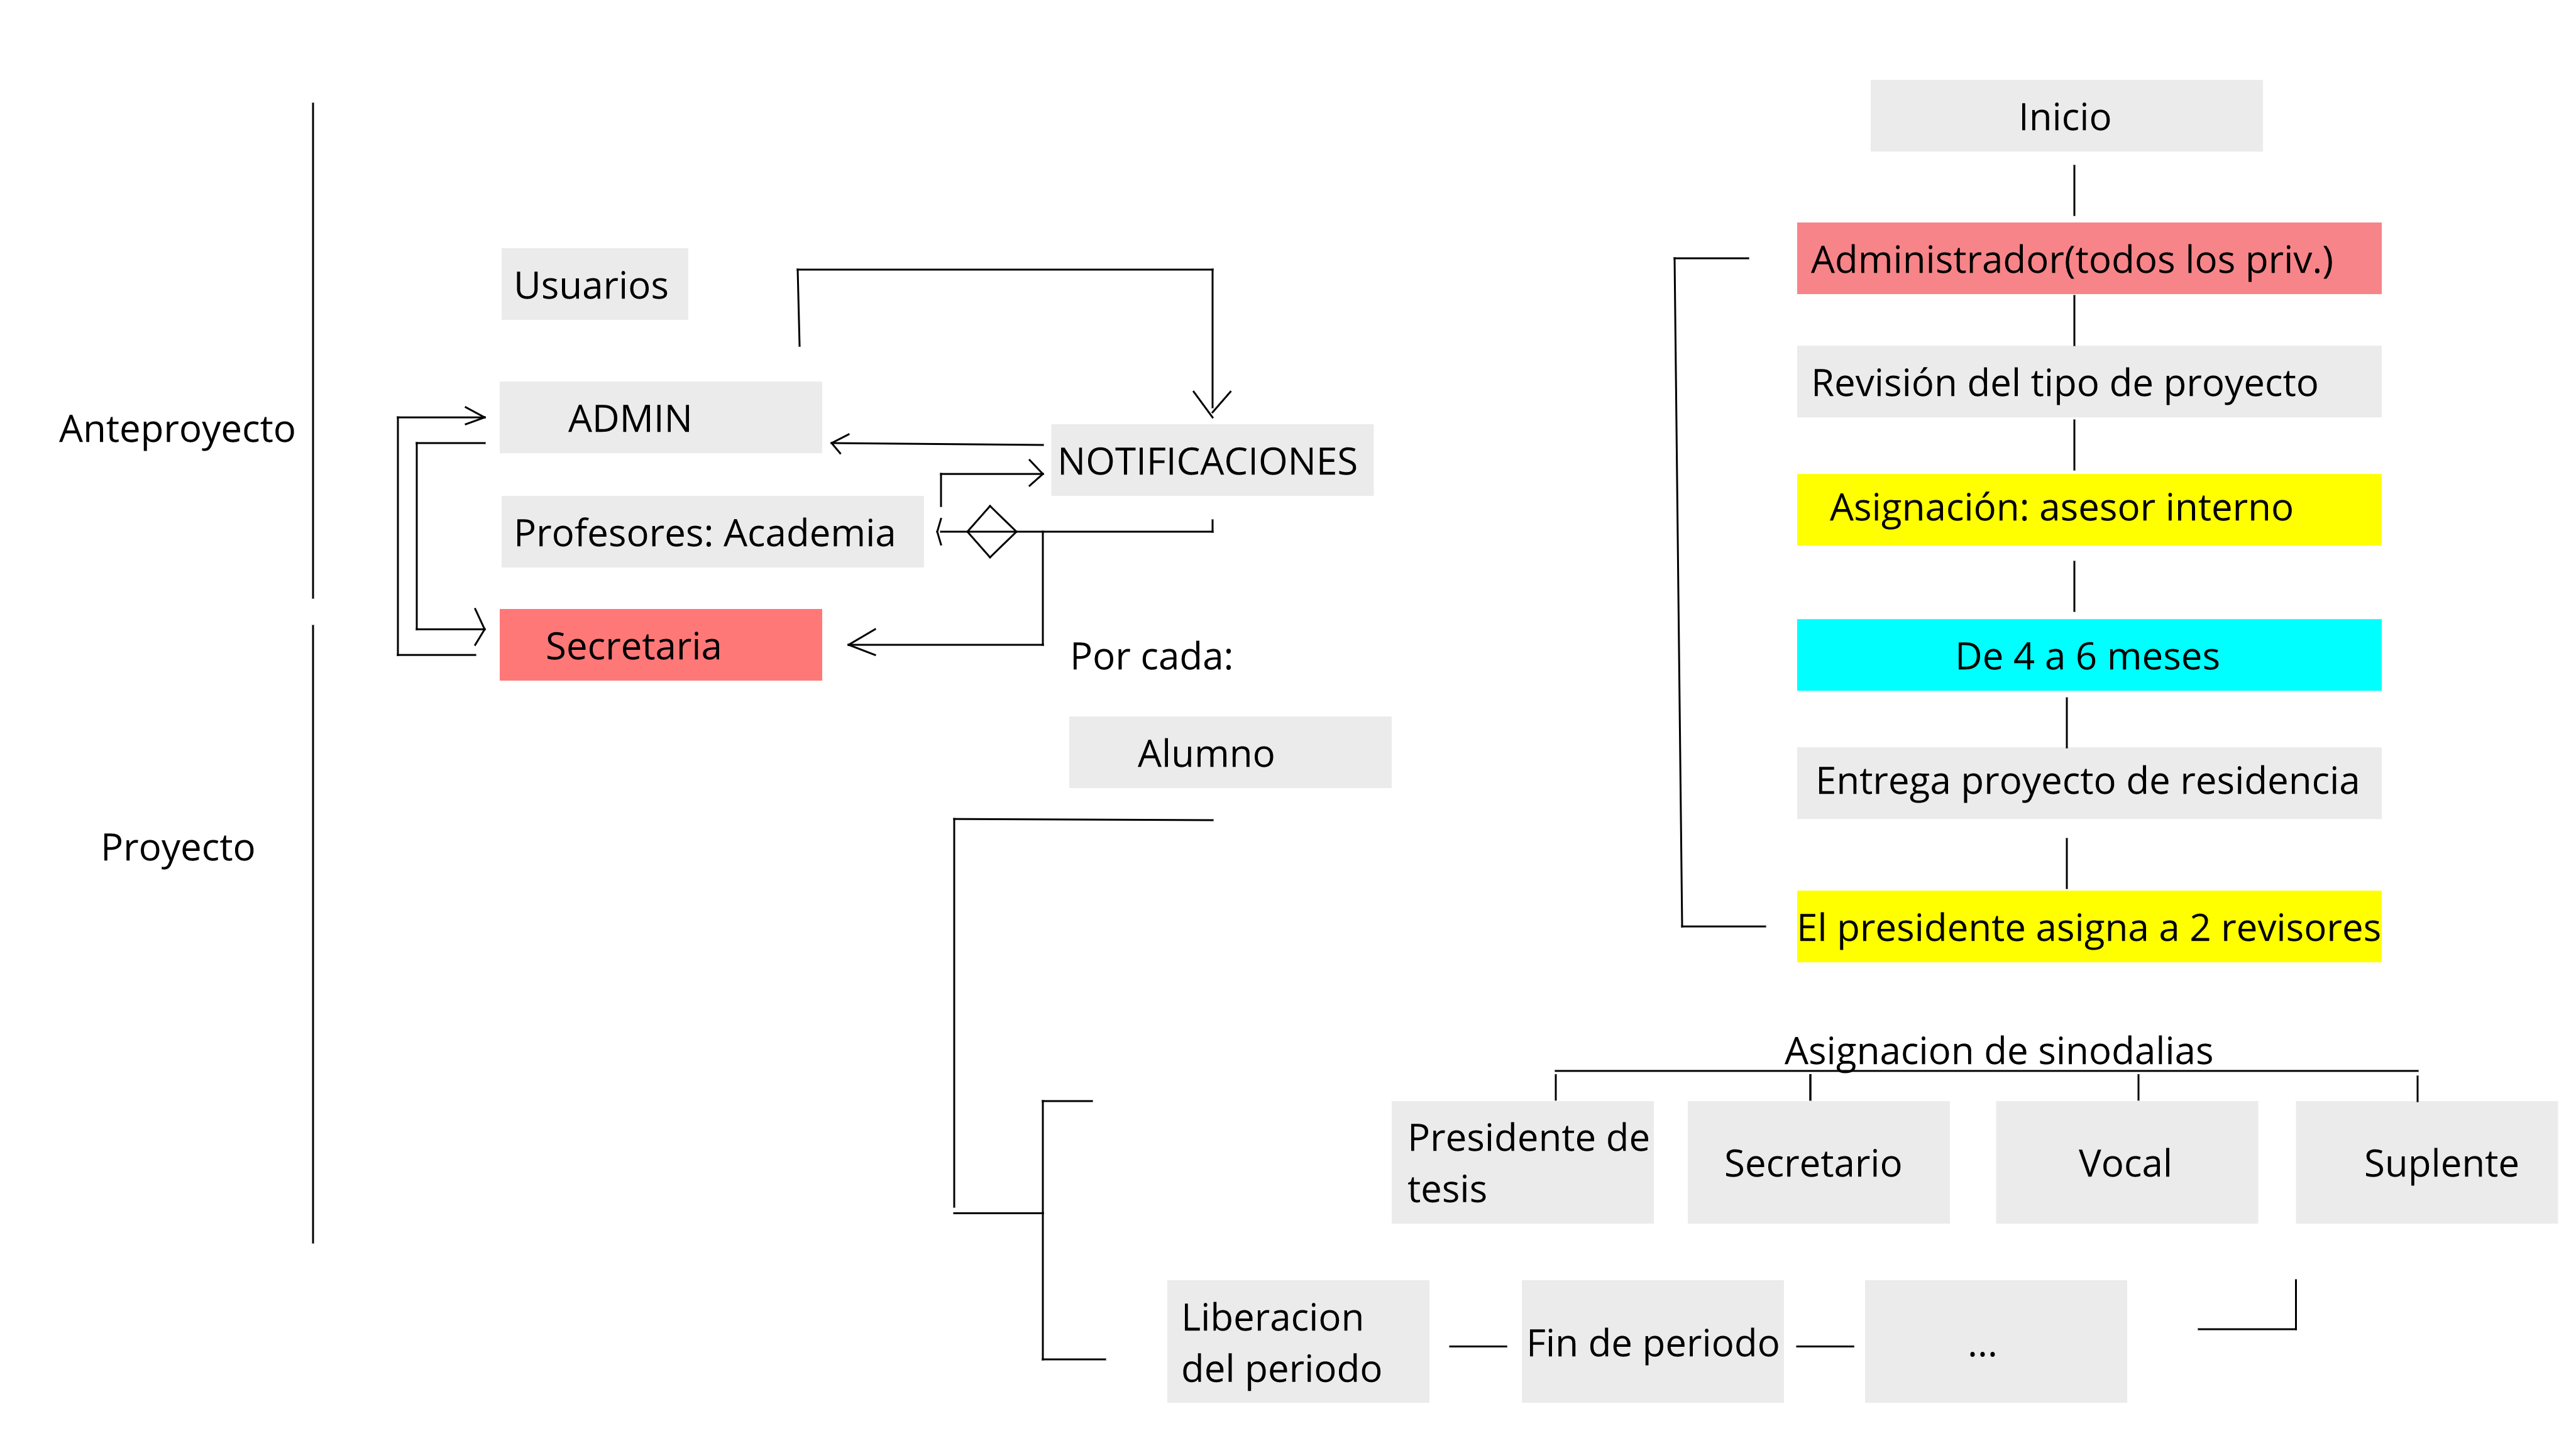 Anteproyecto
Proyecto
Usuarios
ADMIN
Profesores: Academia
Secretaria
NOTIFICACIONES
Por cada:
Alumno
Inicio
Administrador(todos los priv.)
Revisión del tipo de proyecto
Asignación: asesor interno
De 4 a 6 meses
Entrega proyecto de residencia
El presidente asigna a 2 revisores
Asignacion de sinodalias
Presidente de
tesis
Secretario
Vocal
Suplente
Liberacion
del periodo
Fin de periodo
...